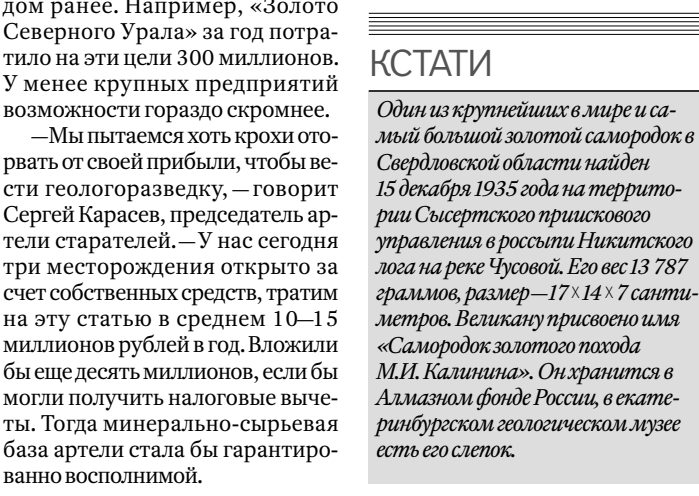 дом ранее. Например, «Золото
Северного Урала» за год потра-
тило на эти цели 300 миллионов.
У менее крупных предприятий
возможности гораздо скромнее.
—Мы пытаемся хоть крохи ото-
рвать от своей прибыли, чтобы ве-
сти геологоразведку, — говорит
Сергей Карасев, председатель ар-
тели старателей.—У нас сегодня
три месторождения открыто за
счет собственных средств, тратим
на эту статью в среднем 10—15
миллионов рублей в год. Вложили
бы еще десять миллионов, если бы
могли получить налоговые выче-
ты. Тогда минерально-сырьевая
база артели стала бы гарантиро-
ванно восполнимой.
КСТАТИ
Один из крупнейших в мире и са-
мый большой золотой самородок в
Свердловской области найден
15 декабря 1935 года на террито-
рии Сысертского приискового
управления в россыпи Никитского
лога на реке Чусовой. Его вес 13 787
граммов, размер—17×14×7 санти-
метров. Великану присвоено имя
«Самородок золотого похода
М.И. Калинина». Он хранится в
Алмазном фонде России, в екате-
ринбургском геологическом музее
есть его слепок.